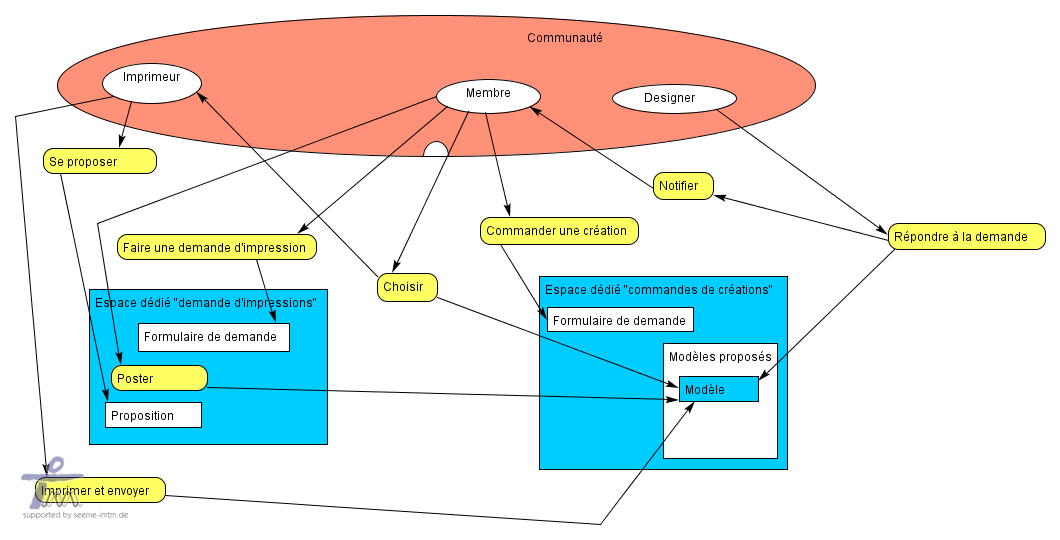 Communauté
Imprimeur
Membre
Designer
Se proposer
Notifier
Faire une demande d'impression
Commander une création
Répondre à la demande
Choisir
Espace dédié "demande d'impressions"
Espace dédié "commandes de créations"
Formulaire de demande
Formulaire de demande
Modèles proposés
Poster
Modèle
Proposition
Imprimer et envoyer
supported by seeme-imtm.de